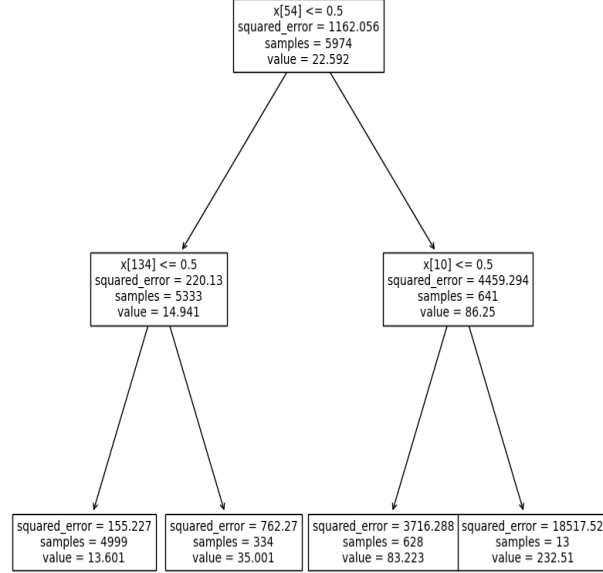 x[54] <= 0.5
squared_error = 1162.056
samples = 5974
value = 22.592
x[134] <= 0.5
squared_error = 220.13
samples = 5333
value = 14.941
x[10] <= 0.5
squared_error = 4459.294
samples = 641
value = 86.25
squared_error = 155.227
samples = 4999
value = 13.601
squared_error = 762.27
samples = 334
value = 35.001
squared_error = 3716.288
samples = 628
value = 83.223
squared_error = 18517.52
samples = 13
value = 232.51